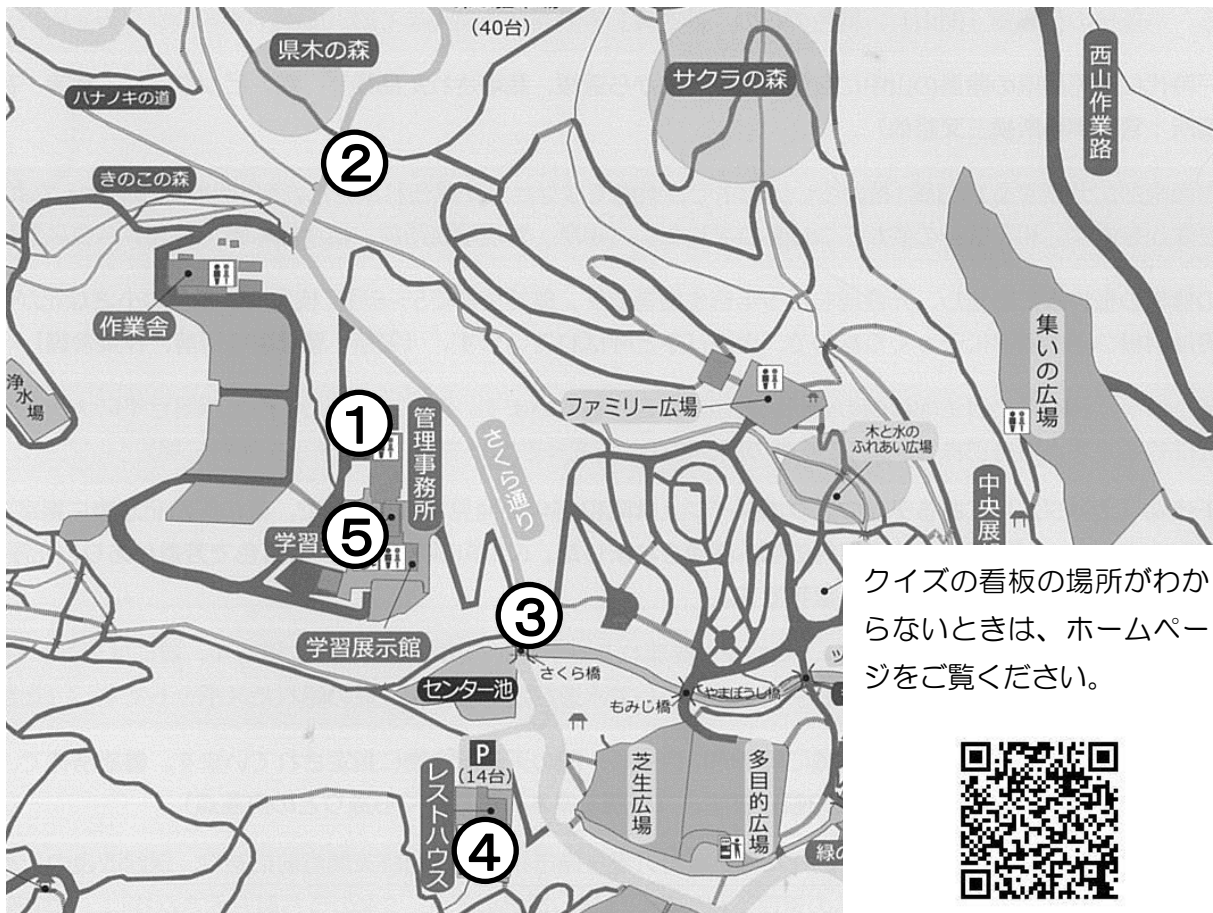 (40台)
県木の森
サクラの森
西山作業路
ハナノキの道
②
きのこの森
作業舎
浄水場
集いの広場
①
管理事務所
さくら通り
ファミリー広場
木と水の
ふれあい広場
中央展
⑤
学習
③
学習展示館
さくら橋
センター池
もみじ橋
やまぼうし橋
ツ
P
(14台)
レストハウス
④
芝生広場
多目的広場
緑の
クイズの看板の場所がわか
らないときは、ホームペー
ジをご覧ください。